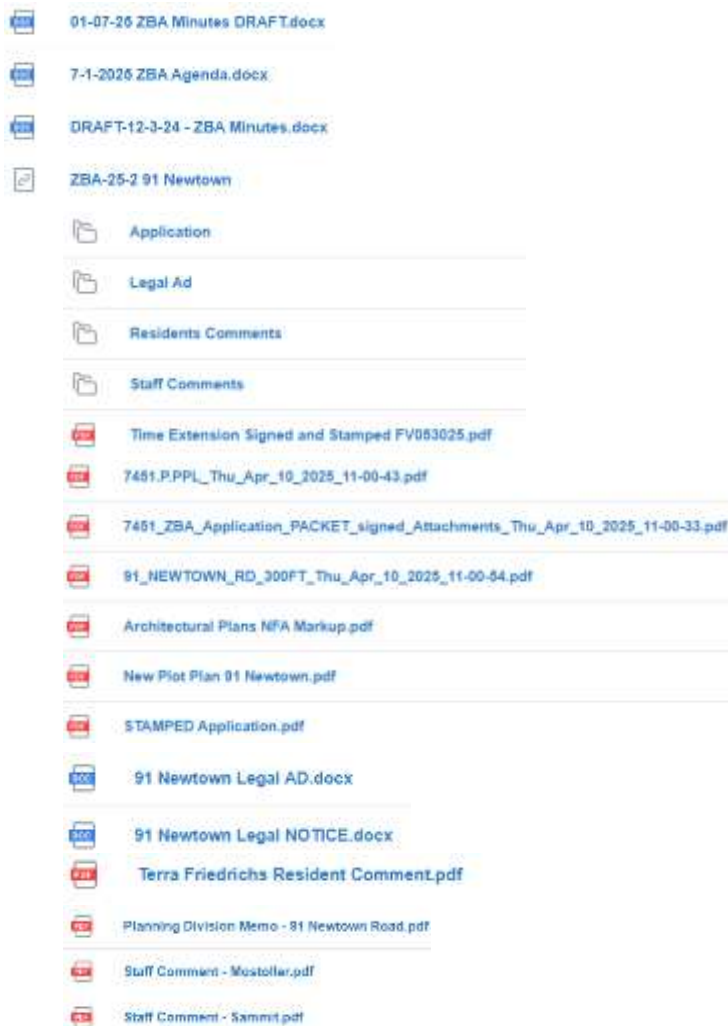 01-07-25 ZBA Minutes DRAFT.docx
7-1-2025 ZBA Agenda.docx
DRAFT-12-3-24 - ZBA Minutes.docx
ZBA-25-2 91 Newtown
Application
Legal Ad
Residents Comments
Staff Comments
Time Extension Signed and Stamped FV053025.pdf
7451.P.PPL_Thu_Apr_10_2025_11-00-43.pdf
7451_ZBA_Application_PACKET_signed_Attachments_Thu_Apr_10_2025_11-00-33.pdf
91_NEWTOWN_RD_300FT_Thu_Apr_10_2025_11-00-54.pdf
Architectural Plans NFA Markup.pdf
New Plot Plan 91 Newtown.pdf
STAMPED Application.pdf
91 Newtown Legal AD.docx
91 Newtown Legal NOTICE.docx
Terra Friedrichs Resident Comment.pdf
Planning Division Memo - 91 Newtown Road.pdf
Staff Comment - Mostoller.pdf
Staff Comment - Sammit.pdf